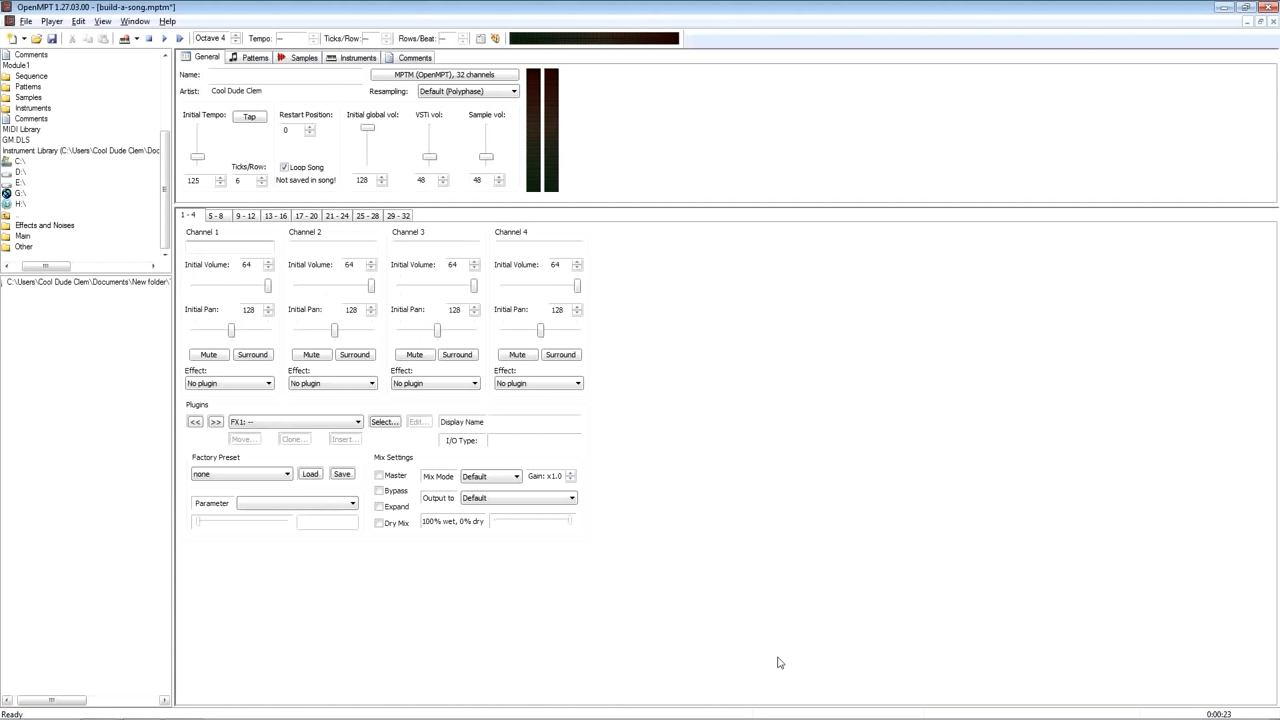 OpenMPT 1.27.03.00 - [build-a-song.mptm*]
File Player Edit View Window Help
Octave 4 Tempo: --- Ticks/Row: --- Rows/Beat: ---
Comments
Module1
Sequence
Patterns
Samples
Instruments
Comments
MIDI Library
GM.DLS
Instrument Library (C:\Users\Cool Dude Clem\Doc
C:\
D:\
E:\
G:\
H:\
..
Effects and Noises
Main
Other
C:\Users\Cool Dude Clem\Documents\New folder\
General Patterns Samples Instruments Comments
Name: MPTM (OpenMPT), 32 channels
Artist: Cool Dude Clem Resampling: Default (Polyphase)
Initial Tempo: Tap Restart Position: Initial global vol: VSTi vol: Sample vol:
0
Ticks/Row: Loop Song
125 6 Not saved in song! 128 48 48
1 - 4 5 - 8 9 - 12 13 - 16 17 - 20 21 - 24 25 - 28 29 - 32
Channel 1 Channel 2 Channel 3 Channel 4
Initial Volume: 64 Initial Volume: 64 Initial Volume: 64 Initial Volume: 64
Initial Pan: 128 Initial Pan: 128 Initial Pan: 128 Initial Pan: 128
Mute Surround Mute Surround Mute Surround Mute Surround
Effect: Effect: Effect: Effect:
No plugin No plugin No plugin No plugin
Plugins
<< >> FX1: -- Select... Edit... Display Name
Move... Clone... Insert... I/O Type:
Factory Preset Mix Settings
none Load Save Master Mix Mode Default Gain: x1.0
Bypass
Parameter Expand Output to Default
Dry Mix 100% wet, 0% dry
Ready 0:00:23